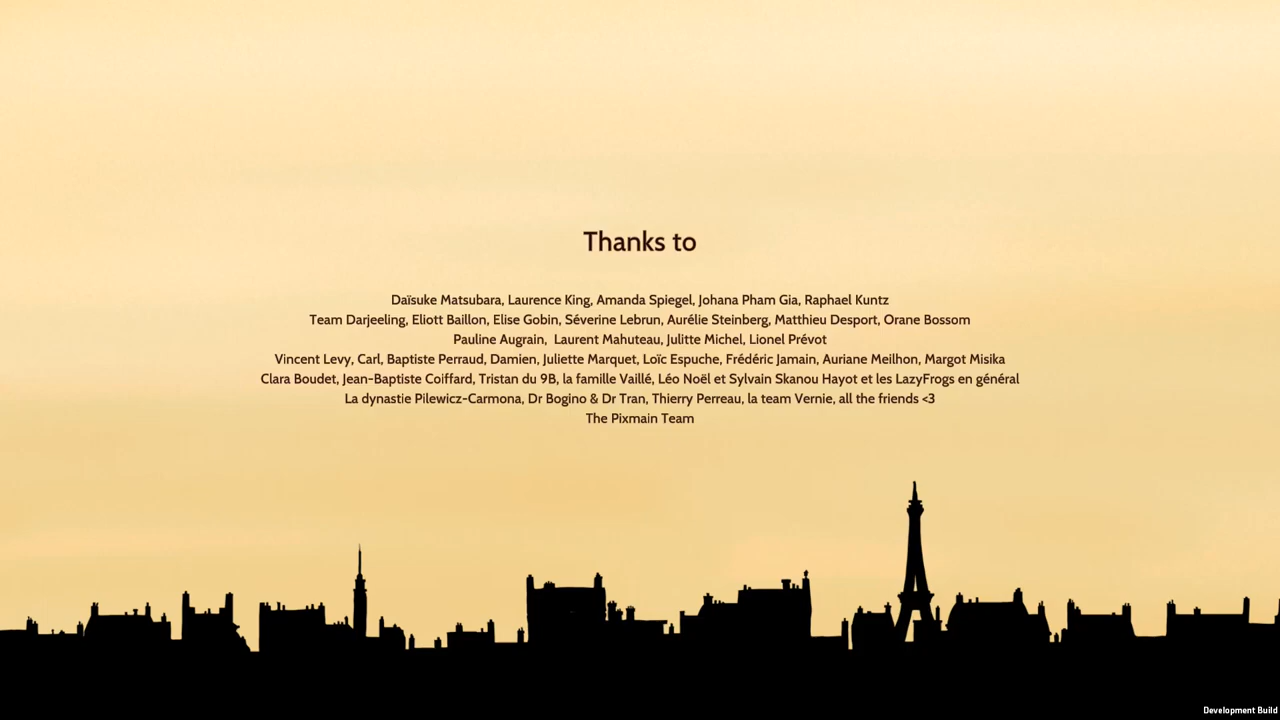 Thanks to
Daïsuke Matsubara, Laurence King, Amanda Spiegel, Johana Pham Gia, Raphael Kuntz
Team Darjeeling, Eliott Baillon, Elise Gobin, Séverine Lebrun, Aurélie Steinberg, Matthieu Desport, Orane Bossom
Pauline Augrain,  Laurent Mahuteau, Julitte Michel, Lionel Prévot
Vincent Levy, Carl, Baptiste Perraud, Damien, Juliette Marquet, Loïc Espuche, Frédéric Jamain, Auriane Meilhon, Margot Misika
Clara Boudet, Jean-Baptiste Coiffard, Tristan du 9B, la famille Vaillé, Léo Noël et Sylvain Skanou Hayot et les LazyFrogs en général
La dynastie Pilewicz-Carmona, Dr Bogino & Dr Tran, Thierry Perreau, la team Vernie, all the friends <3
The Pixmain Team
Development Build